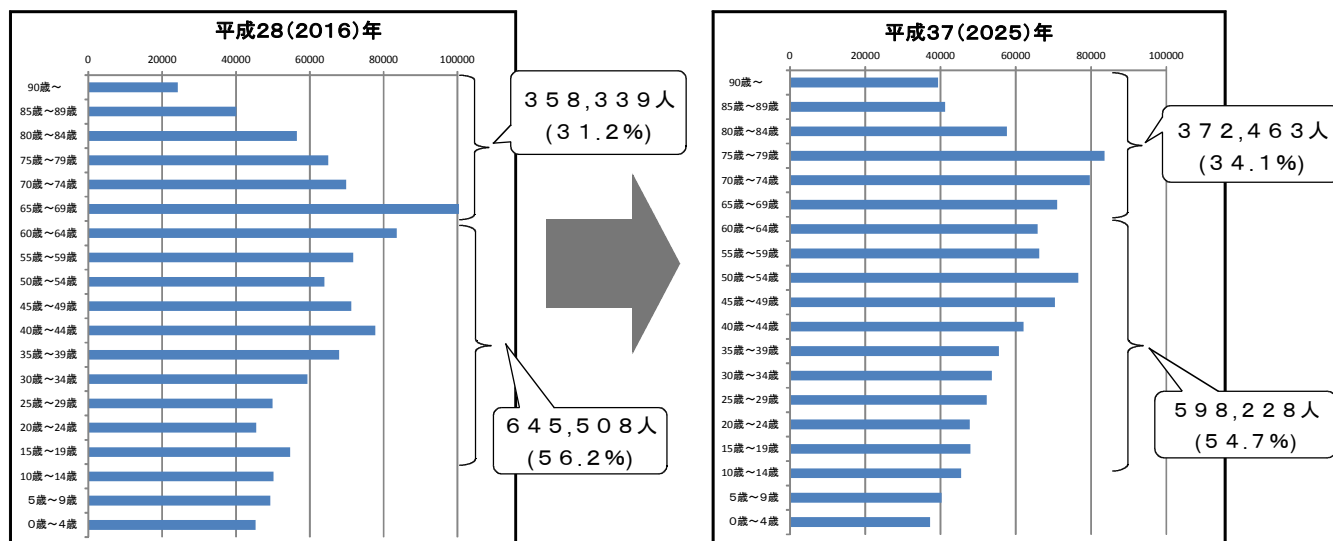 平成28(2016)年
0 20000 40000 60000 80000 100000
90歳～
85歳～89歳
80歳～84歳
75歳～79歳
70歳～74歳
65歳～69歳
60歳～64歳
55歳～59歳
50歳～54歳
45歳～49歳
40歳～44歳
35歳～39歳
30歳～34歳
25歳～29歳
20歳～24歳
15歳～19歳
10歳～14歳
5歳～9歳
0歳～4歳
３５８,３３９人
(３１.２%)
６４５,５０８人
(５６.２%)
平成37(2025)年
0 20000 40000 60000 80000 100000
90歳～
85歳～89歳
80歳～84歳
75歳～79歳
70歳～74歳
65歳～69歳
60歳～64歳
55歳～59歳
50歳～54歳
45歳～49歳
40歳～44歳
35歳～39歳
30歳～34歳
25歳～29歳
20歳～24歳
15歳～19歳
10歳～14歳
5歳～9歳
0歳～4歳
３７２,４６３人
(３４.１%)
５９８,２２８人
(５４.７%)